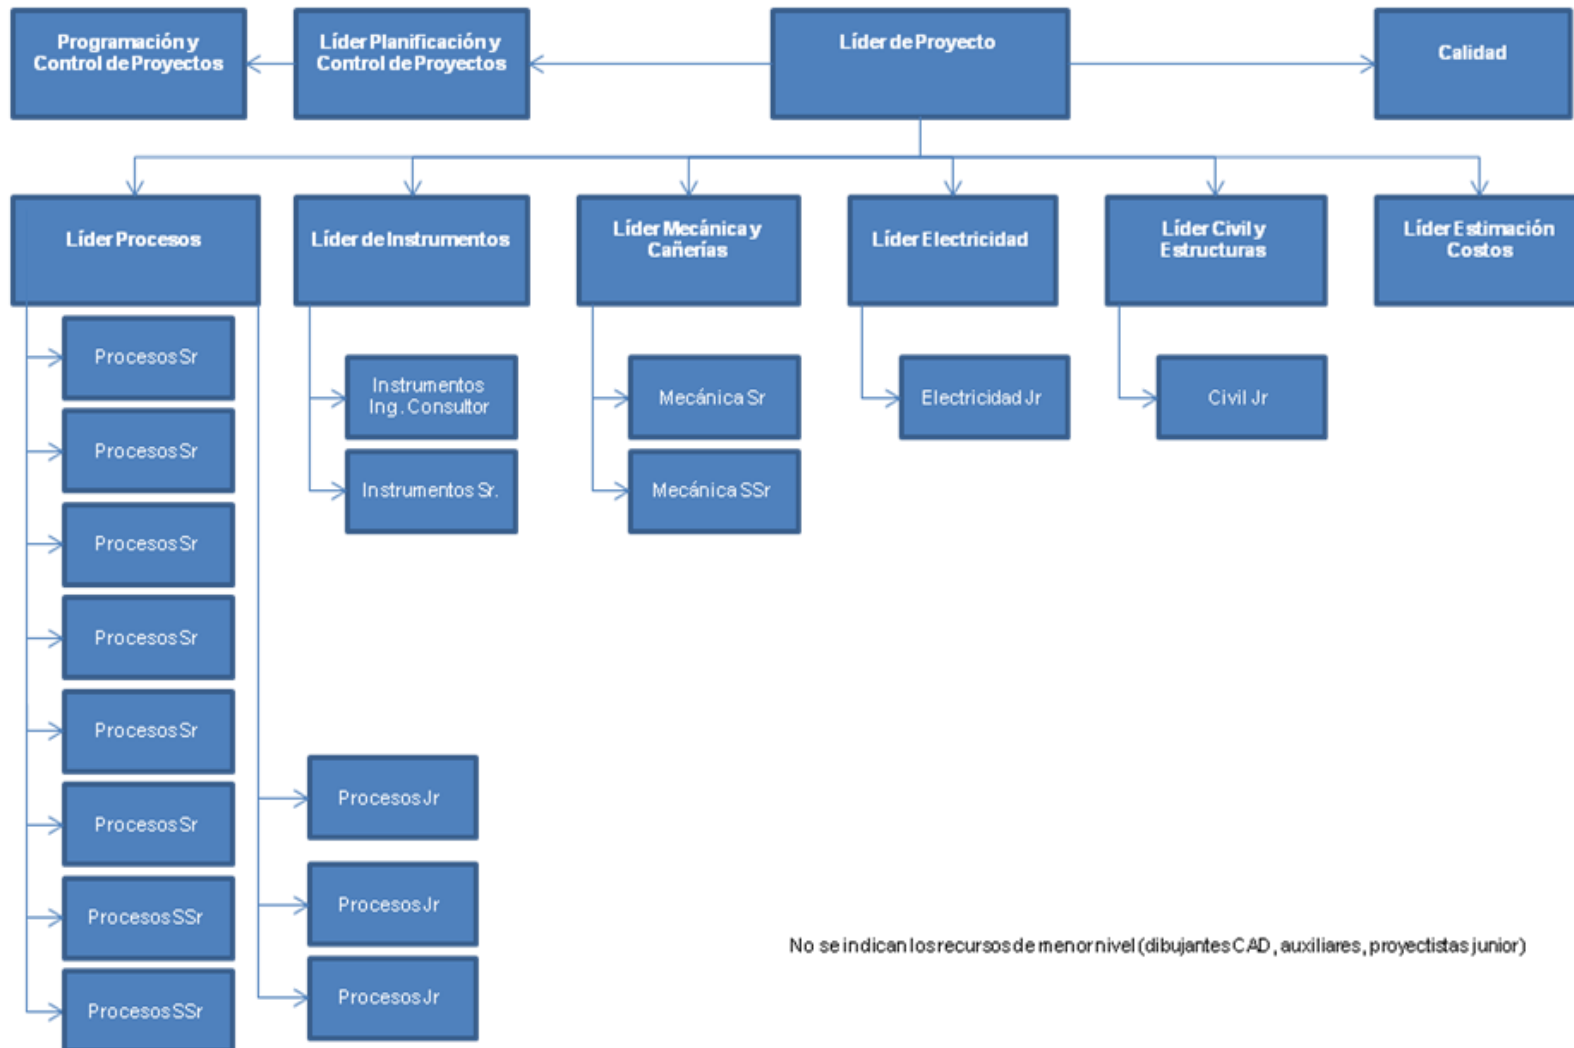 Programación y
Control de Proyectos
Líder Planificación y
Control de Proyectos
Líder de Proyecto
Calidad
Líder Procesos
Líder de Instrumentos
Líder Mecánica y
Cañerías
Líder Electricidad
Líder Civil y
Estructuras
Líder Estimación
Costos
Procesos Sr
Procesos Sr
Procesos Sr
Procesos Sr
Procesos Sr
Procesos Sr
Procesos SSr
Procesos SSr
Procesos Jr
Procesos Jr
Procesos Jr
Instrumentos
Ing. Consultor
Instrumentos Sr.
Mecánica Sr
Mecánica SSr
Electricidad Jr
Civil Jr
No se indican los recursos de menor nivel (dibujantes CAD, auxiliares, proyectistas junior)